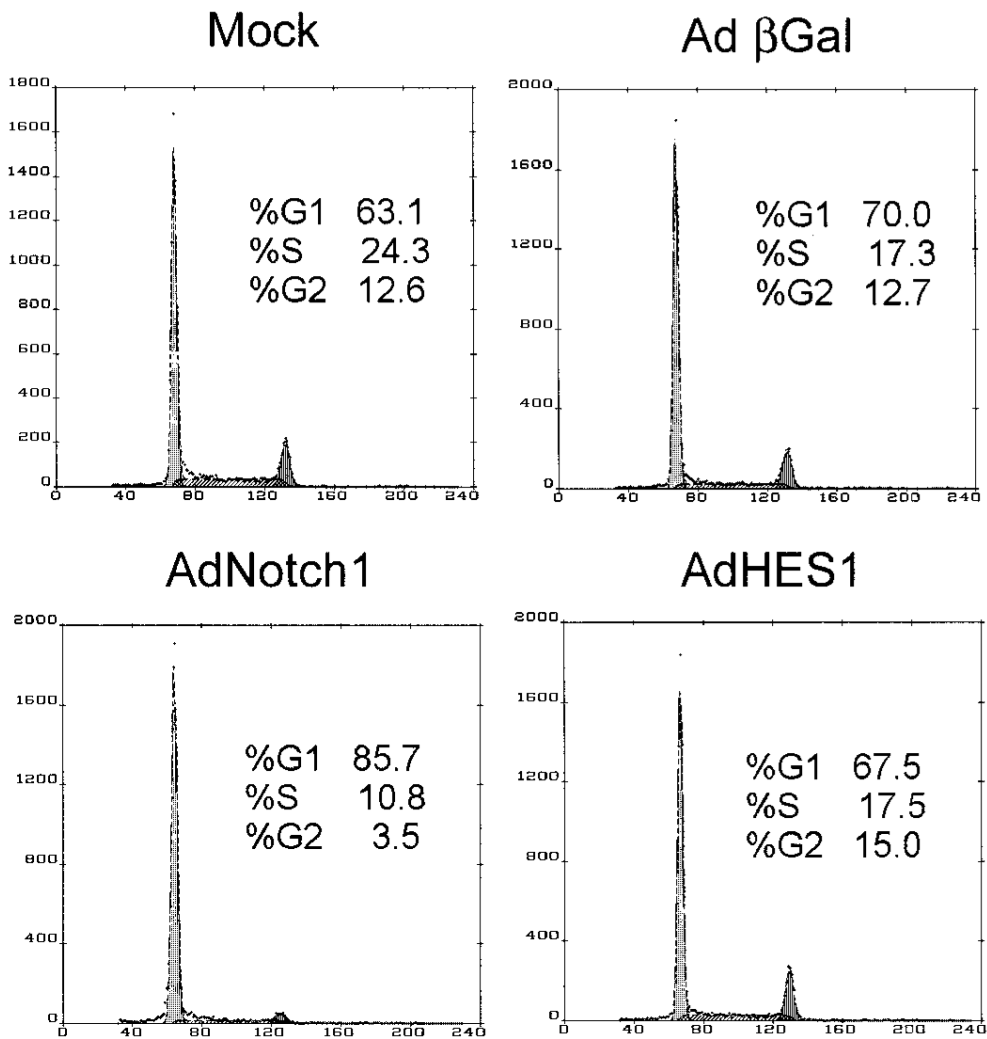 Mock
1800
1600
1400
1200
1000
800
600
400
200
0
0 40 80 120 160 200 240
%G1 63.1
%S 24.3
%G2 12.6
Ad βGal
2000
1600
1200
800
400
0
0 40 80 120 160 200 240
%G1 70.0
%S 17.3
%G2 12.7
AdNotch1
2000
1600
1200
800
400
0
0 40 80 120 160 200 240
%G1 85.7
%S 10.8
%G2 3.5
AdHES1
2000
1600
1200
800
400
0
0 40 80 120 160 200 240
%G1 67.5
%S 17.5
%G2 15.0